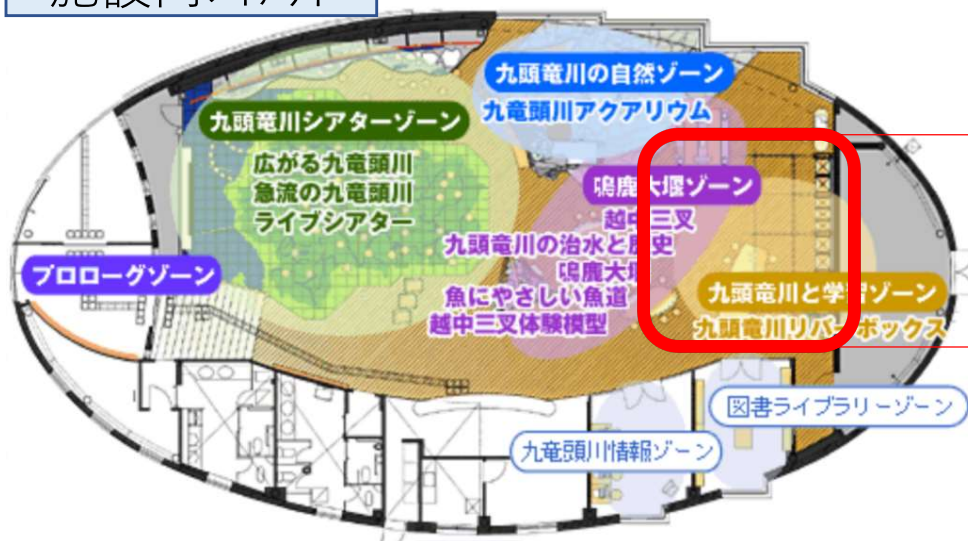 九頭竜川の自然ゾーン
九竜頭川アクアリウム
九頭竜川シアターゾーン
広がる九竜頭川
急流の九竜頭川
ライブシアター
鳴鹿大堰ゾーン
越中三叉
九頭竜川の治水と歴史
鳴鹿大堰
魚にやさしい魚道
越中三叉体験模型
プロローグゾーン
九頭竜川と学習ゾーン
九頭竜川リバーボックス
図書ライブラリーゾーン
九竜頭川情報ゾーン